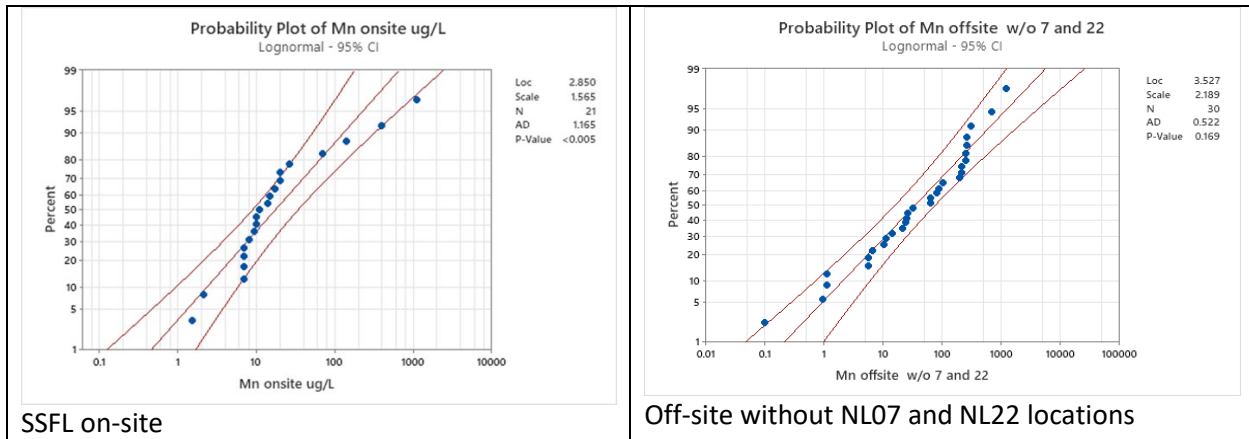 Probability Plot of Mn onsite ug/L
Lognormal - 95% CI
99
95
90
80
70
60
50
40
30
20
10
5
1
Percent
0.1
1
10
100
1000
10000
Mn onsite ug/L
Loc 2.850
Scale 1.565
N 21
AD 1.165
P-Value <0.005
SSFL on-site
Probability Plot of Mn offsite w/o 7 and 22
Lognormal - 95% CI
99
95
90
80
70
60
50
40
30
20
10
5
1
Percent
0.01
0.1
1
10
100
1000
10000
100000
Mn offsite w/o 7 and 22
Loc 3.527
Scale 2.189
N 30
AD 0.522
P-Value 0.169
Off-site without NL07 and NL22 locations